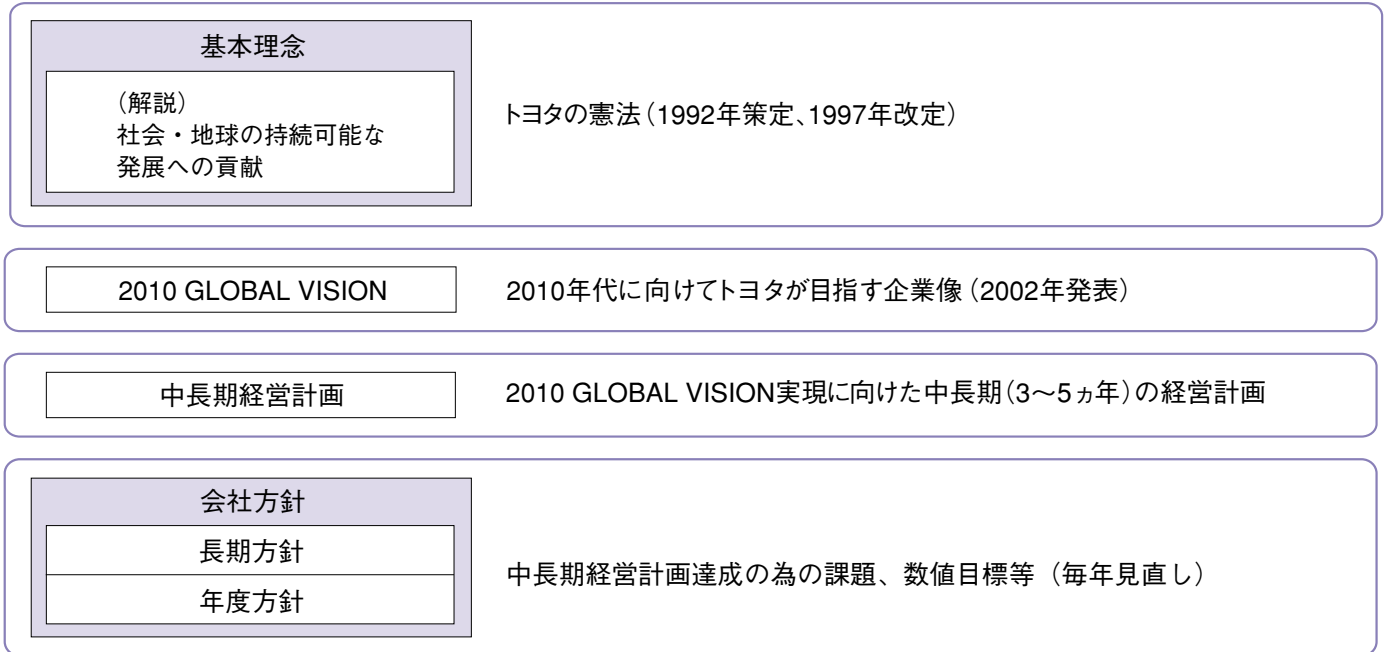 基本理念
（解説）
社会・地球の持続可能な
発展への貢献
トヨタの憲法（1992年策定、1997年改定）
2010 GLOBAL VISION
2010年代に向けてトヨタが目指す企業像（2002年発表）
中長期経営計画
2010 GLOBAL VISION実現に向けた中長期（3～5ヵ年）の経営計画
会社方針
長期方針
年度方針
中長期経営計画達成の為の課題、数値目標等（毎年見直し）